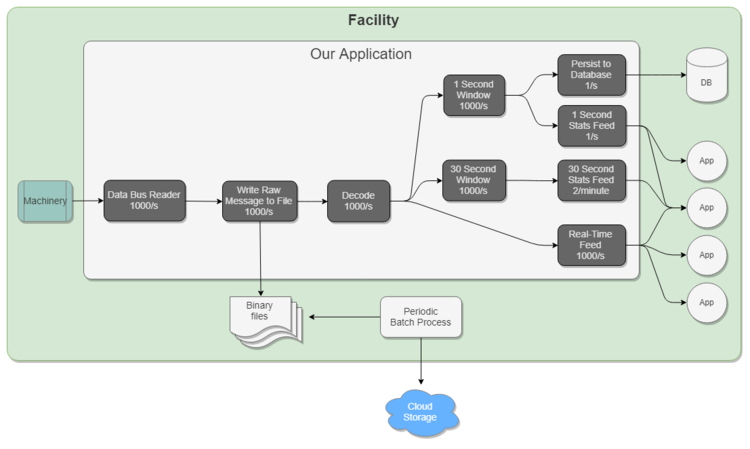 Facility
Our Application
Machinery
Data Bus Reader
1000/s
Write Raw
Message to File
1000/s
Decode
1000/s
1 Second
Window
1000/s
Persist to
Database
1/s
DB
1 Second
Stats Feed
1/s
30 Second
Window
1000/s
30 Second
Stats Feed
2/minute
Real-Time
Feed
1000/s
App
App
App
App
Binary
files
Periodic
Batch Process
Cloud
Storage